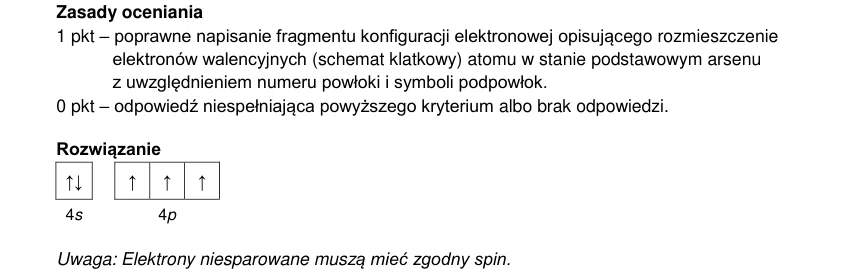 Zasady oceniania
1 pkt – poprawne napisanie fragmentu konfiguracji elektronowej opisującego rozmieszczenie
elektronów walencyjnych (schemat klatkowy) atomu w stanie podstawowym arsenu
z uwzględnieniem numeru powłoki i symboli podpowłok.
0 pkt – odpowiedź niespełniająca powyższego kryterium albo brak odpowiedzi.
Rozwiązanie
↑↓ ↑ ↑ ↑
4s 4p
Uwaga: Elektrony niesparowane muszą mieć zgodny spin.